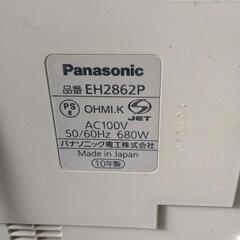 Panasonic
品番 EH2862P
PS
E OHMI.K S
JET
AC100V
50/60Hz 680W
パナソニック電工株式会社
Made in Japan
10年製